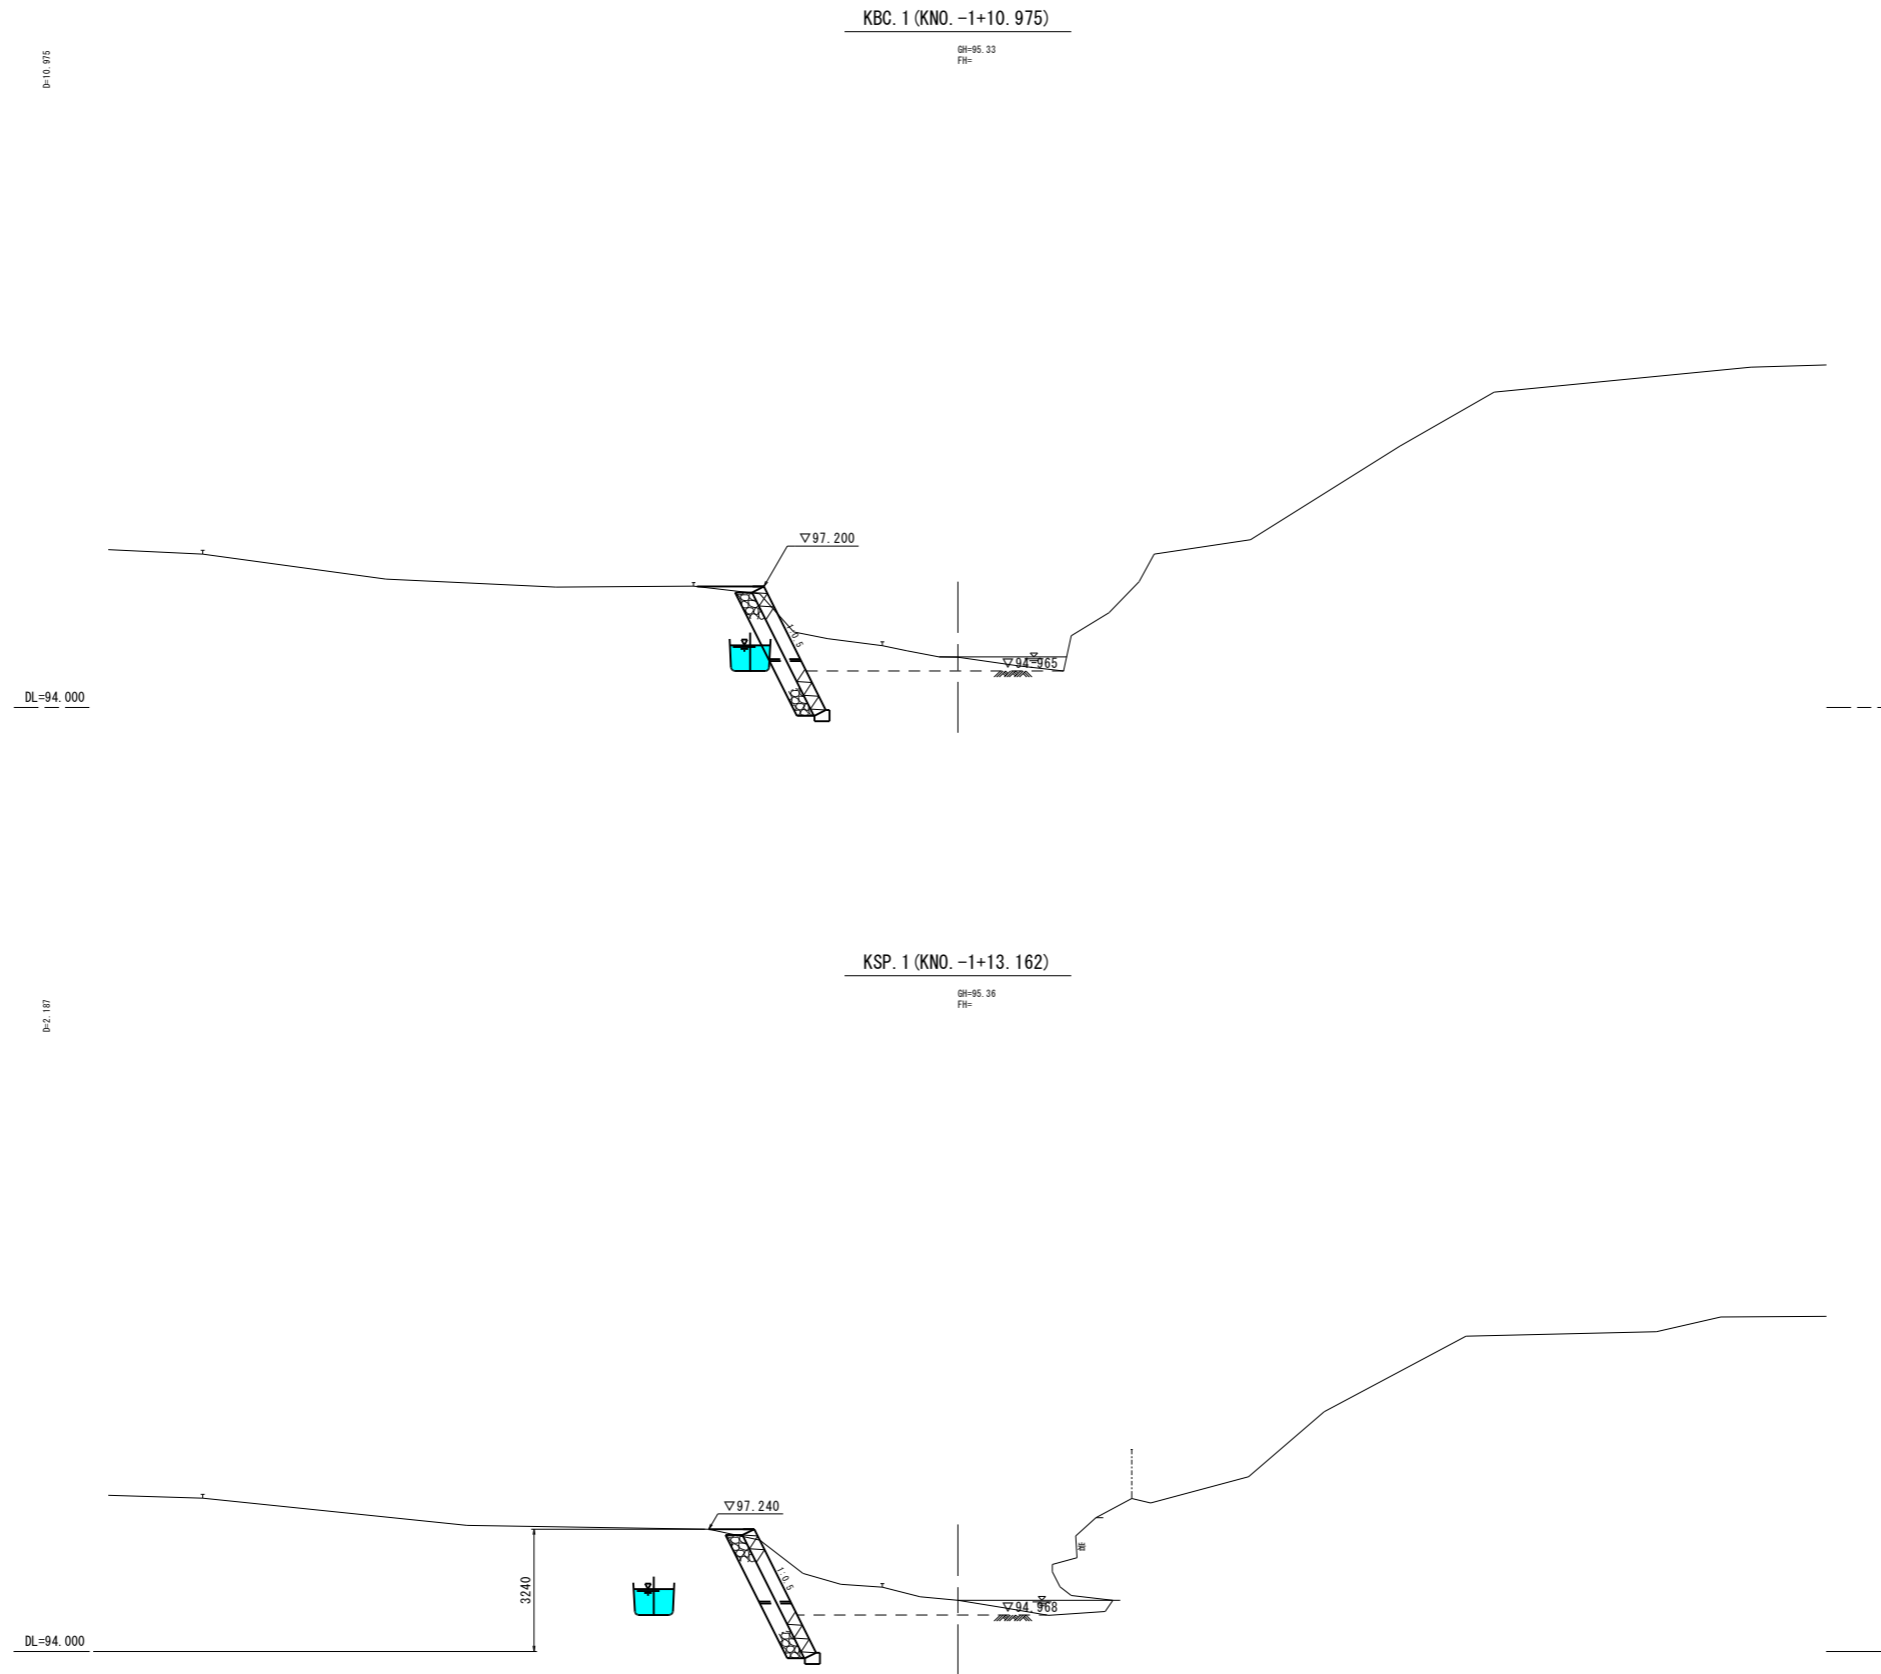 KBC.1(KNO.-1+10.975)
GH=95.33
FH=
D=10.975
▽97.200
1:0.5
▽94.965
DL=94.000
KSP.1(KNO.-1+13.162)
GH=95.36
FH=
D=2.187
▽97.240
1:0.5
3240
▽94.968
DL=94.000